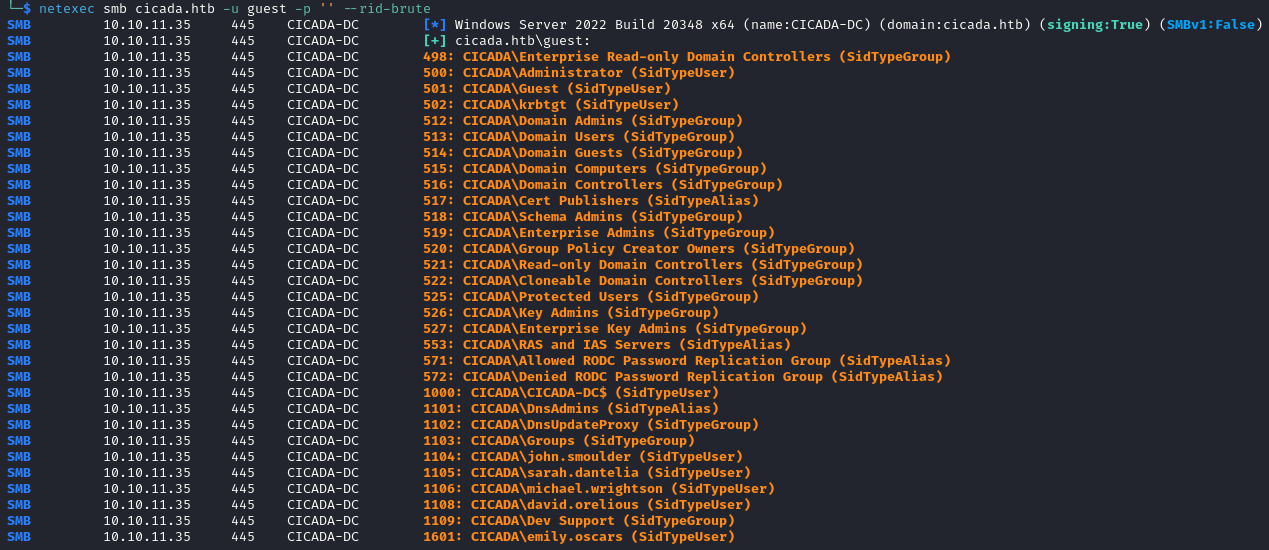 └─$ netexec smb cicada.htb -u guest -p '' --rid-brute
SMB 10.10.11.35 445 CICADA-DC [*] Windows Server 2022 Build 20348 x64 (name:CICADA-DC) (domain:cicada.htb) (signing:True) (SMBv1:False)
SMB 10.10.11.35 445 CICADA-DC [+] cicada.htb\guest:
SMB 10.10.11.35 445 CICADA-DC 498: CICADA\Enterprise Read-only Domain Controllers (SidTypeGroup)
SMB 10.10.11.35 445 CICADA-DC 500: CICADA\Administrator (SidTypeUser)
SMB 10.10.11.35 445 CICADA-DC 501: CICADA\Guest (SidTypeUser)
SMB 10.10.11.35 445 CICADA-DC 502: CICADA\krbtgt (SidTypeUser)
SMB 10.10.11.35 445 CICADA-DC 512: CICADA\Domain Admins (SidTypeGroup)
SMB 10.10.11.35 445 CICADA-DC 513: CICADA\Domain Users (SidTypeGroup)
SMB 10.10.11.35 445 CICADA-DC 514: CICADA\Domain Guests (SidTypeGroup)
SMB 10.10.11.35 445 CICADA-DC 515: CICADA\Domain Computers (SidTypeGroup)
SMB 10.10.11.35 445 CICADA-DC 516: CICADA\Domain Controllers (SidTypeGroup)
SMB 10.10.11.35 445 CICADA-DC 517: CICADA\Cert Publishers (SidTypeAlias)
SMB 10.10.11.35 445 CICADA-DC 518: CICADA\Schema Admins (SidTypeGroup)
SMB 10.10.11.35 445 CICADA-DC 519: CICADA\Enterprise Admins (SidTypeGroup)
SMB 10.10.11.35 445 CICADA-DC 520: CICADA\Group Policy Creator Owners (SidTypeGroup)
SMB 10.10.11.35 445 CICADA-DC 521: CICADA\Read-only Domain Controllers (SidTypeGroup)
SMB 10.10.11.35 445 CICADA-DC 522: CICADA\Cloneable Domain Controllers (SidTypeGroup)
SMB 10.10.11.35 445 CICADA-DC 525: CICADA\Protected Users (SidTypeGroup)
SMB 10.10.11.35 445 CICADA-DC 526: CICADA\Key Admins (SidTypeGroup)
SMB 10.10.11.35 445 CICADA-DC 527: CICADA\Enterprise Key Admins (SidTypeGroup)
SMB 10.10.11.35 445 CICADA-DC 553: CICADA\RAS and IAS Servers (SidTypeAlias)
SMB 10.10.11.35 445 CICADA-DC 571: CICADA\Allowed RODC Password Replication Group (SidTypeAlias)
SMB 10.10.11.35 445 CICADA-DC 572: CICADA\Denied RODC Password Replication Group (SidTypeAlias)
SMB 10.10.11.35 445 CICADA-DC 1000: CICADA\CICADA-DC$ (SidTypeUser)
SMB 10.10.11.35 445 CICADA-DC 1101: CICADA\DnsAdmins (SidTypeAlias)
SMB 10.10.11.35 445 CICADA-DC 1102: CICADA\DnsUpdateProxy (SidTypeGroup)
SMB 10.10.11.35 445 CICADA-DC 1103: CICADA\Groups (SidTypeGroup)
SMB 10.10.11.35 445 CICADA-DC 1104: CICADA\john.smoulder (SidTypeUser)
SMB 10.10.11.35 445 CICADA-DC 1105: CICADA\sarah.dantelia (SidTypeUser)
SMB 10.10.11.35 445 CICADA-DC 1106: CICADA\michael.wrightson (SidTypeUser)
SMB 10.10.11.35 445 CICADA-DC 1108: CICADA\david.orelious (SidTypeUser)
SMB 10.10.11.35 445 CICADA-DC 1109: CICADA\Dev Support (SidTypeGroup)
SMB 10.10.11.35 445 CICADA-DC 1601: CICADA\emily.oscars (SidTypeUser)